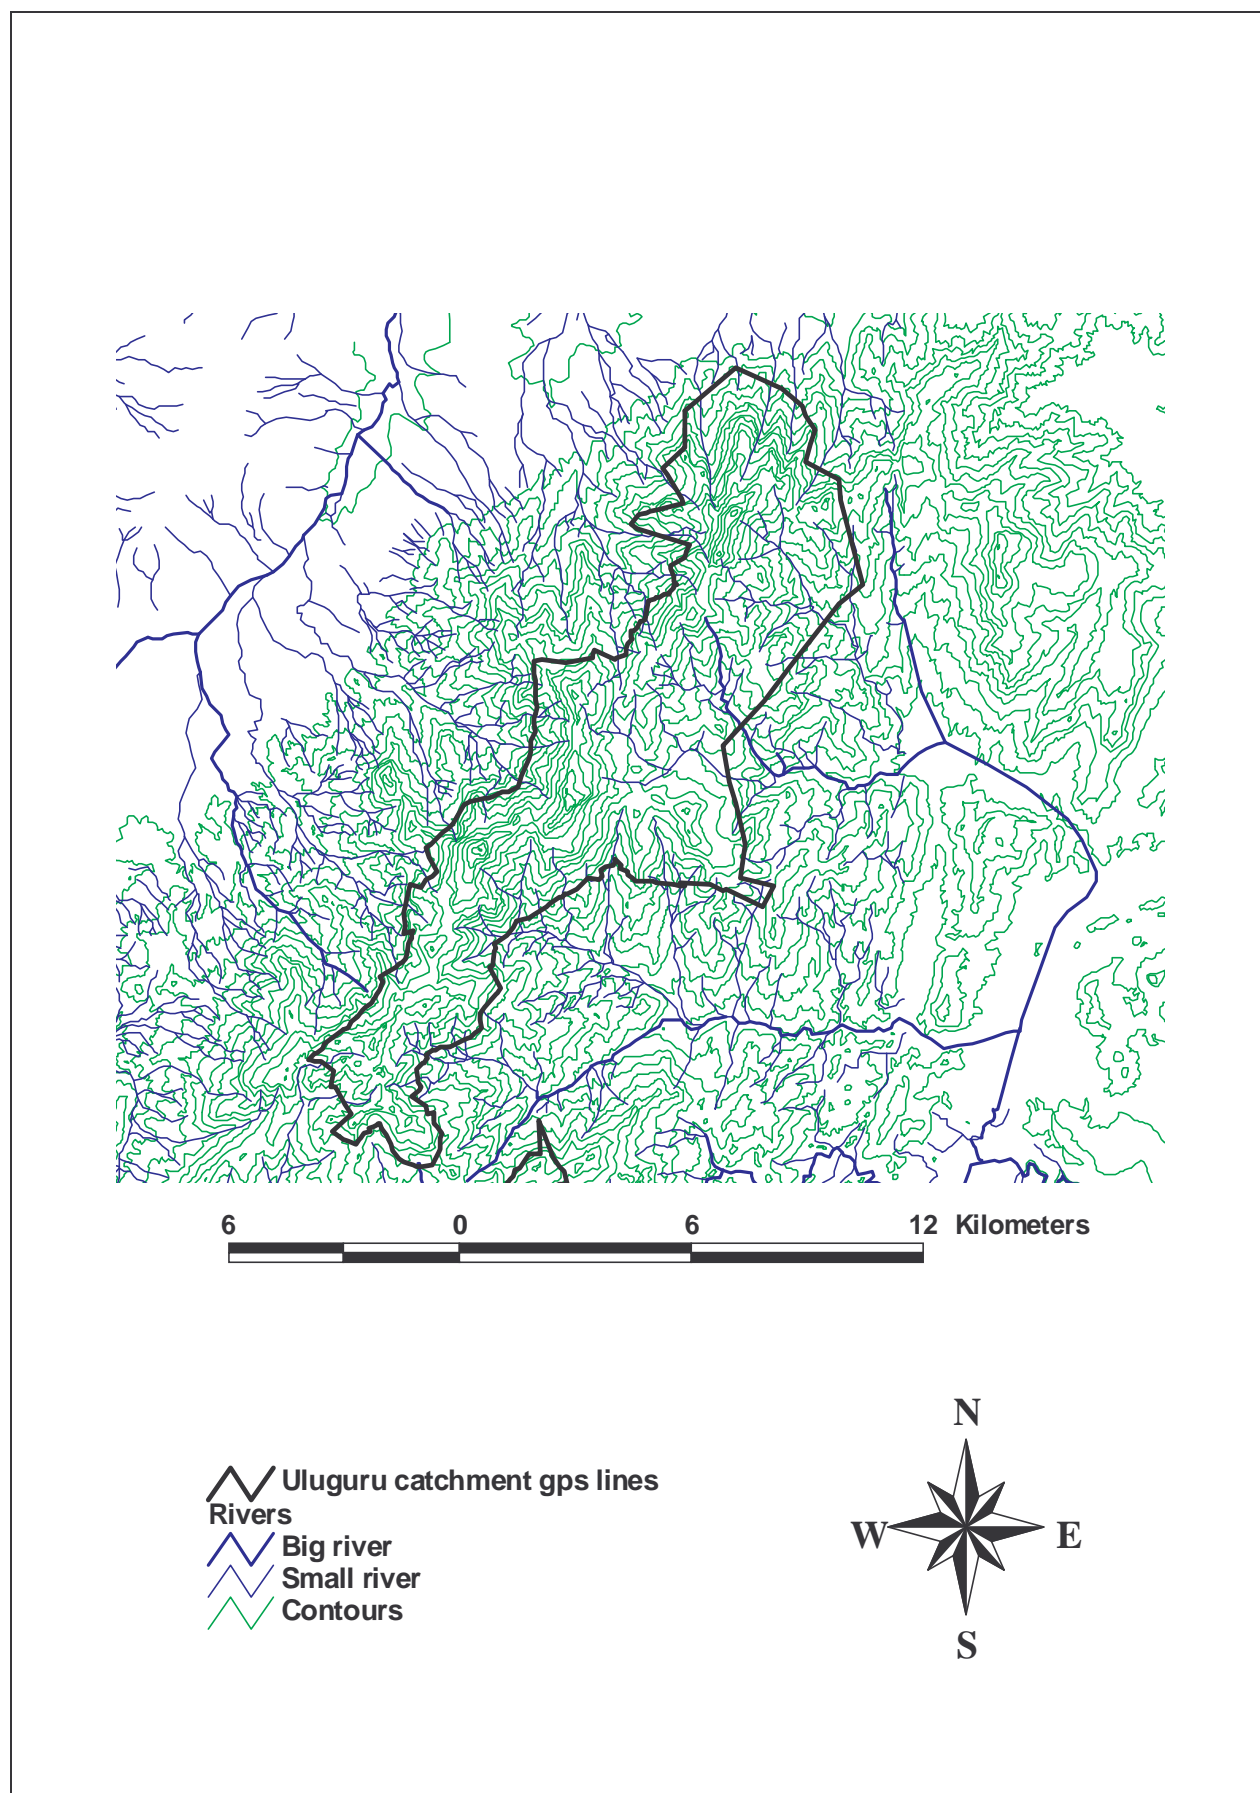 6 0 6 12 Kilometers
N
W E
S
Uluguru catchment gps lines
Rivers
Big river
Small river
Contours